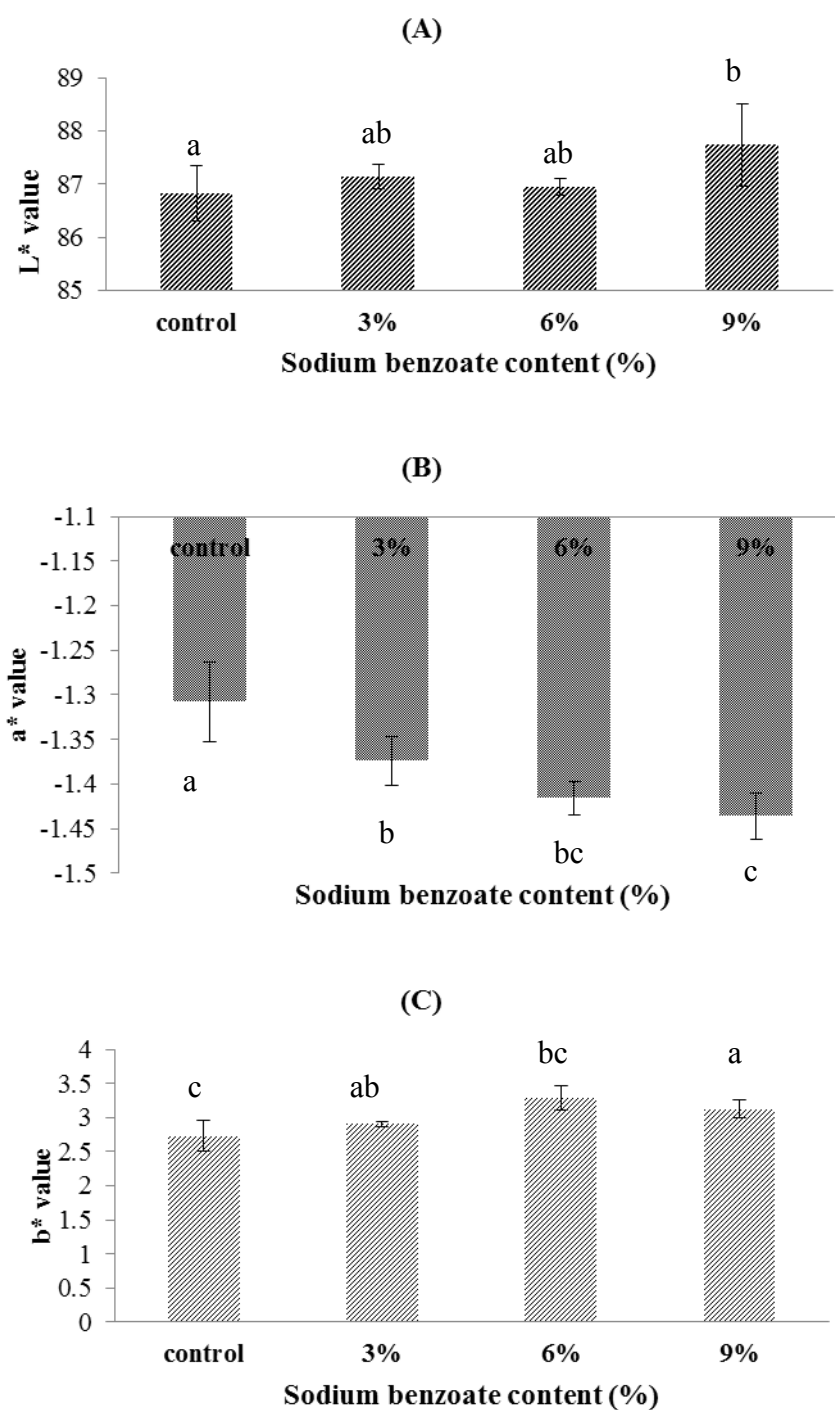 (A)
89
88
87
86
85
L* value
a
ab
ab
b
control 3% 6% 9%
Sodium benzoate content (%)
(B)
-1.1
-1.15
-1.2
-1.25
-1.3
-1.35
-1.4
-1.45
-1.5
a* value
control 3% 6% 9%
a
b
bc
c
Sodium benzoate content (%)
(C)
4
3.5
3
2.5
2
1.5
1
0.5
0
b* value
c
ab
bc
a
control 3% 6% 9%
Sodium benzoate content (%)